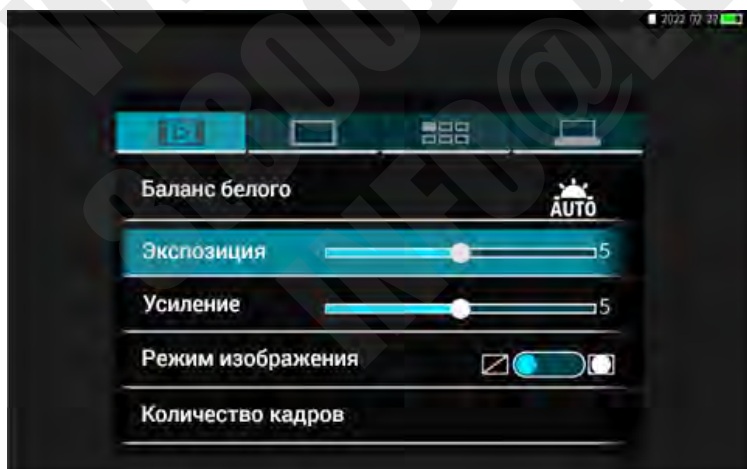 2022 02 22
Баланс белого
AUTO
Экспозиция 5
Усиление 5
Режим изображения
Количество кадров